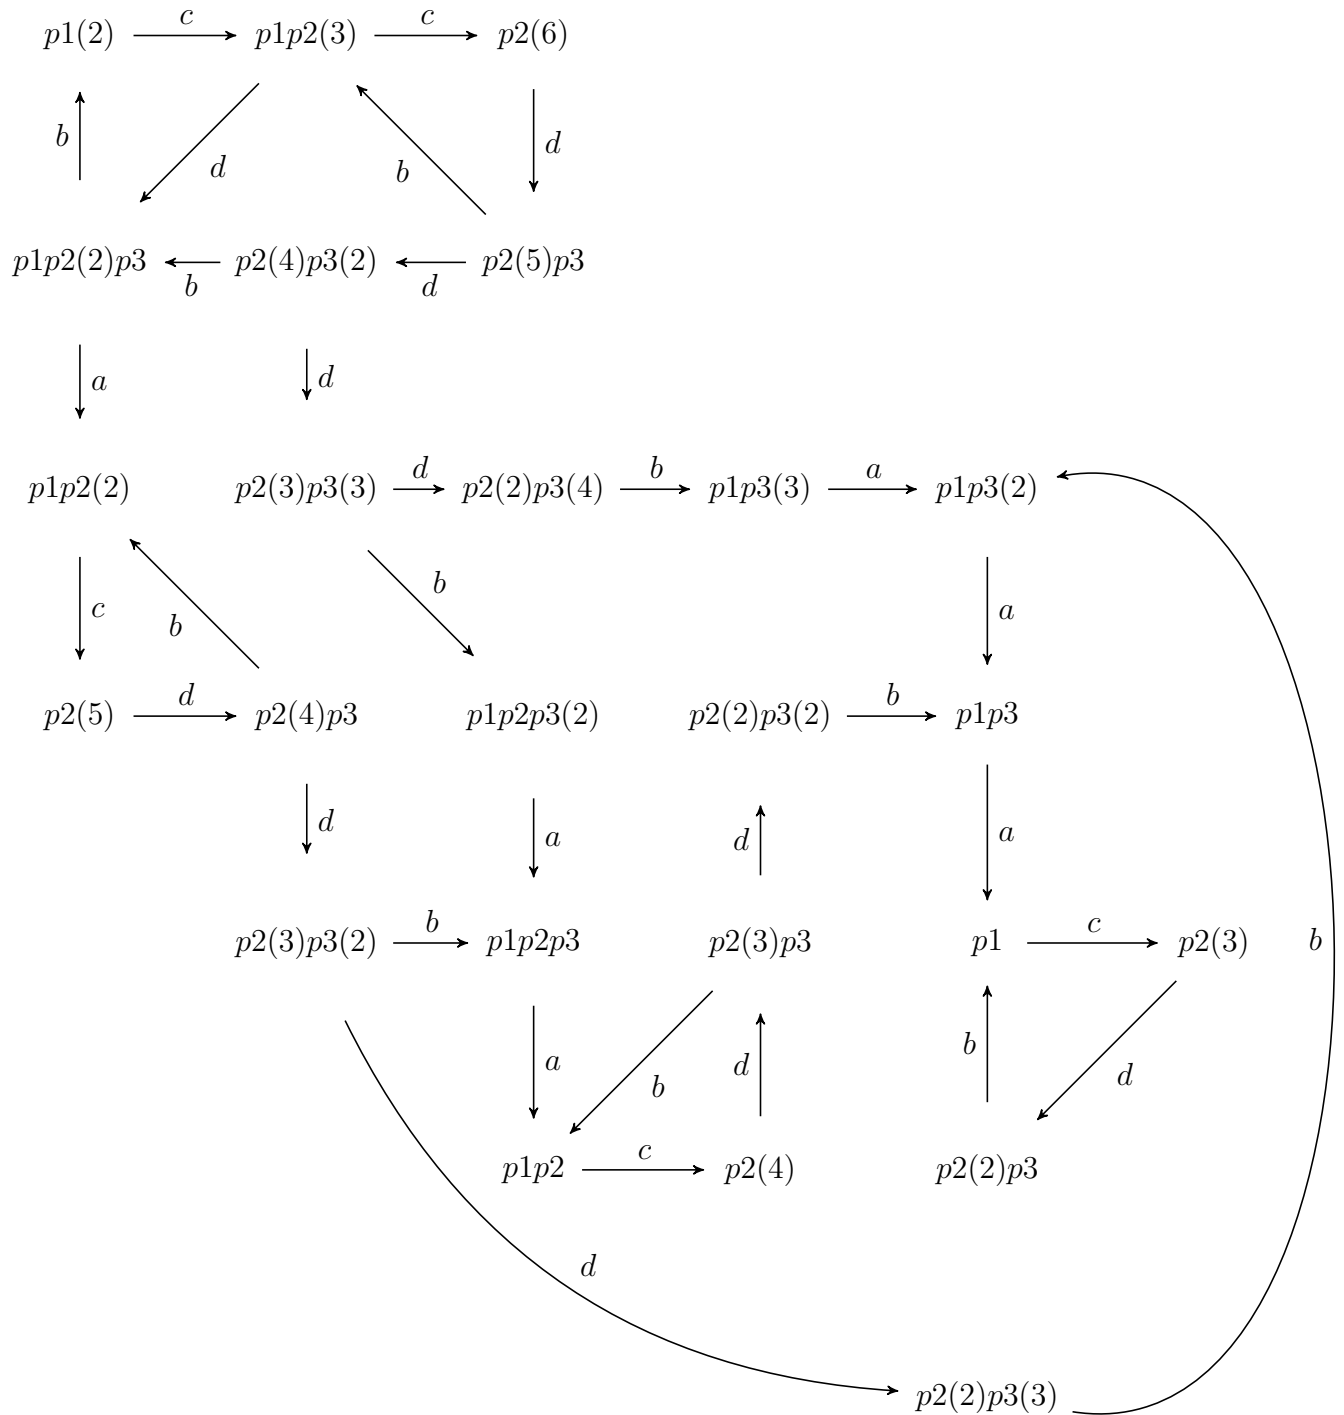 p1(2) c p1p2(3) c p2(6)
b d b d
p1p2(2)p3 b p2(4)p3(2) d p2(5)p3
a d
p1p2(2) p2(3)p3(3) d p2(2)p3(4) b p1p3(3) a p1p3(2)
c b b a
p2(5) d p2(4)p3 p1p2p3(2) p2(2)p3(2) b p1p3
d a d a
p2(3)p3(2) b p1p2p3 p2(3)p3 p1 c p2(3) b
a b d b d
p1p2 c p2(4) p2(2)p3
d
p2(2)p3(3)